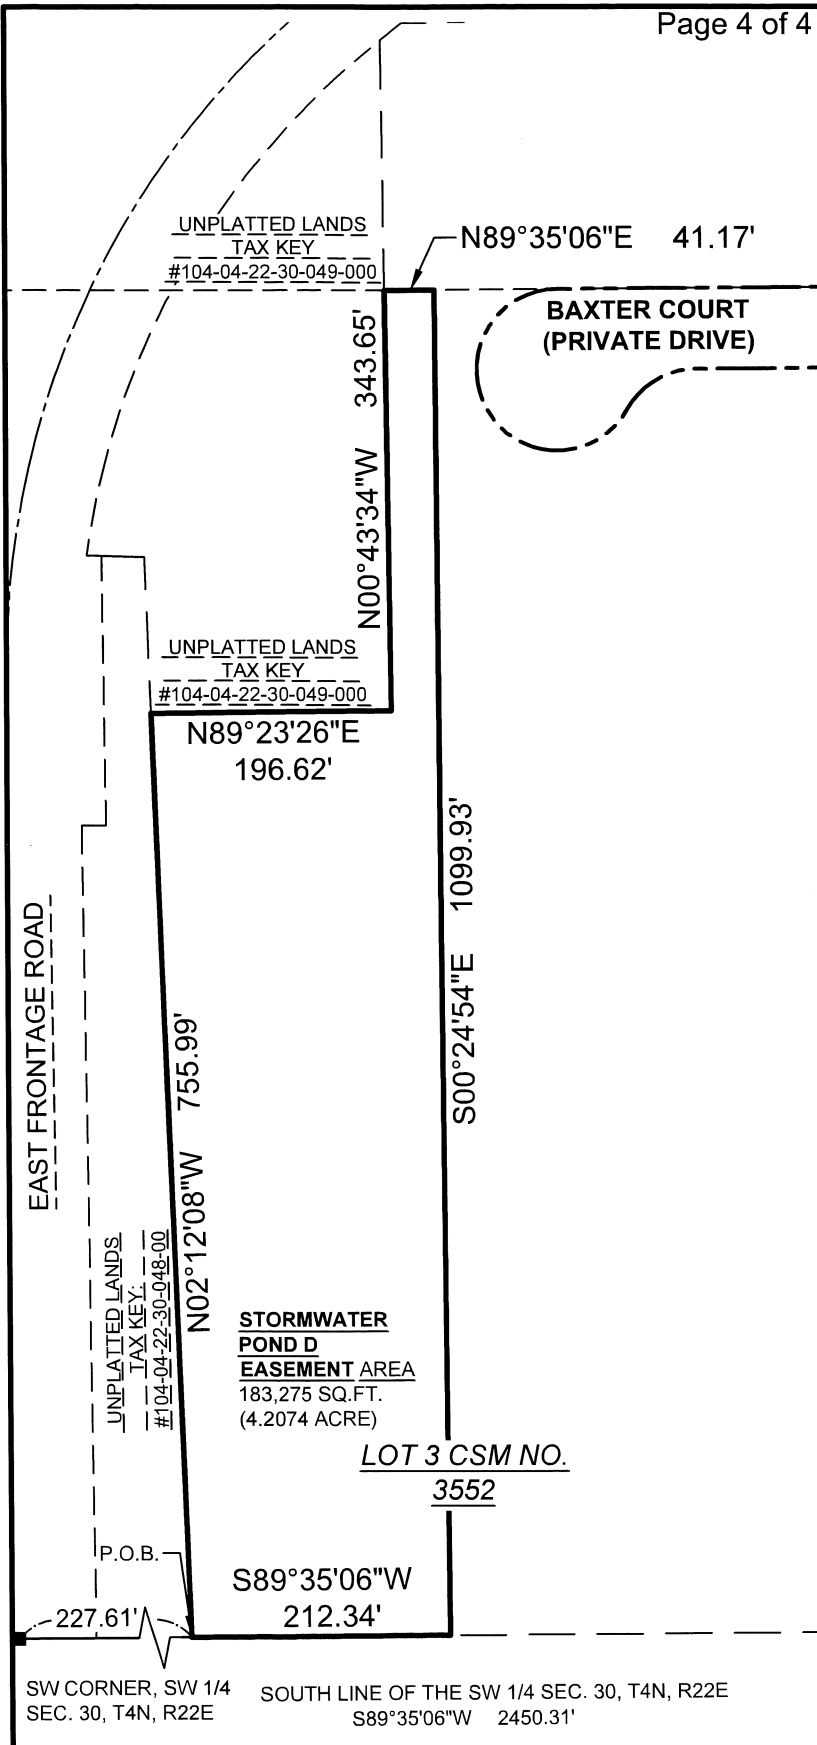 Page 4 of 4
UNPLATTED LANDS
TAX KEY
#104-04-22-30-049-000
N89°35'06"E 41.17'
BAXTER COURT
(PRIVATE DRIVE)
N00°43'34"W 343.65'
UNPLATTED LANDS
TAX KEY
#104-04-22-30-049-000
N89°23'26"E
196.62'
S00°24'54"E 1099.93'
EAST FRONTAGE ROAD
N02°12'08"W 755.99'
UNPLATTED LANDS
TAX KEY:
#104-04-22-30-048-00
STORMWATER
POND D
EASEMENT AREA
183,275 SQ.FT.
(4.2074 ACRE)
LOT 3 CSM NO.
3552
P.O.B.
S89°35'06"W
212.34'
227.61'
SW CORNER, SW 1/4
SEC. 30, T4N, R22E
SOUTH LINE OF THE SW 1/4 SEC. 30, T4N, R22E
S89°35'06"W 2450.31'